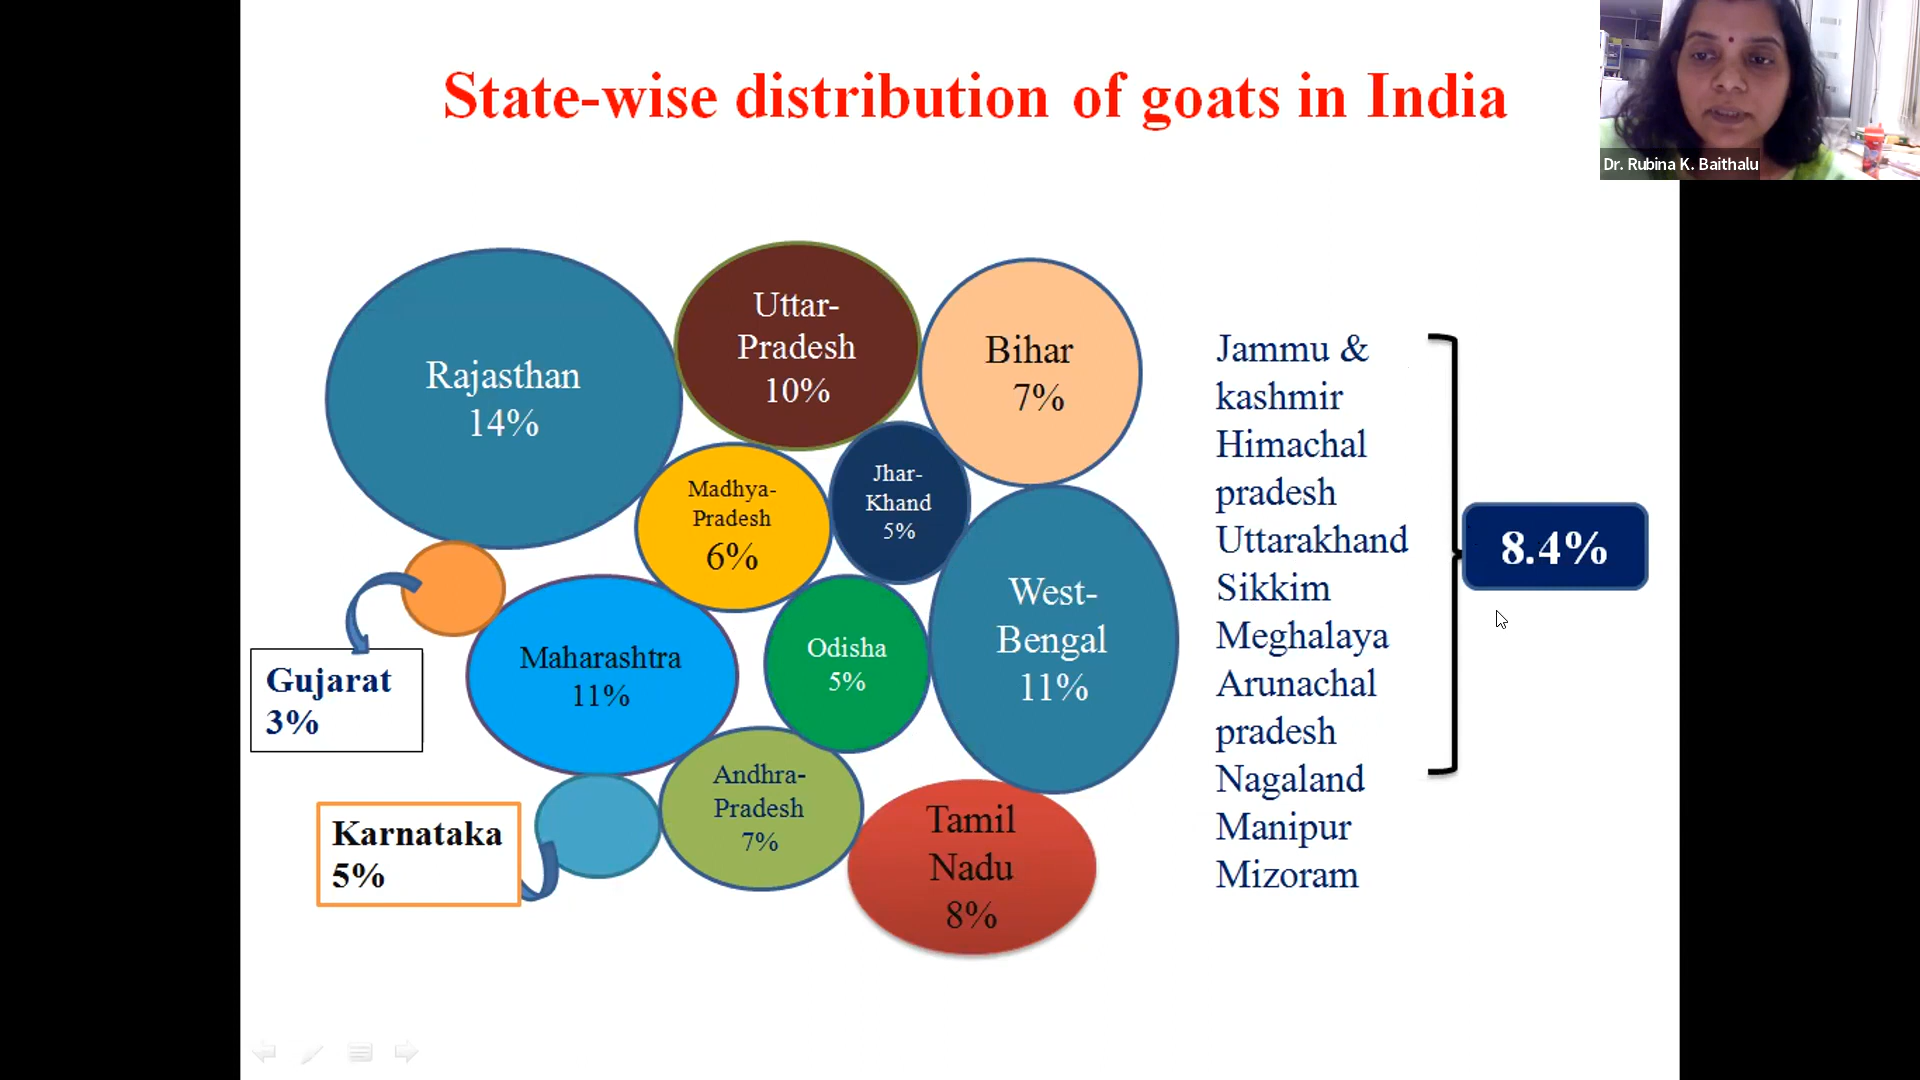 State-wise distribution of goats in India
Dr. Rubina K. Baithalu
Rajasthan
14%
Uttar-
Pradesh
10%
Bihar
7%
Madhya-
Pradesh
6%
Jhar-
Khand
5%
Gujarat
3%
Maharashtra
11%
Odisha
5%
West-
Bengal
11%
Karnataka
5%
Andhra-
Pradesh
7%
Tamil
Nadu
8%
Jammu &
kashmir
Himachal
pradesh
Uttarakhand
Sikkim
Meghalaya
Arunachal
pradesh
Nagaland
Manipur
Mizoram
8.4%